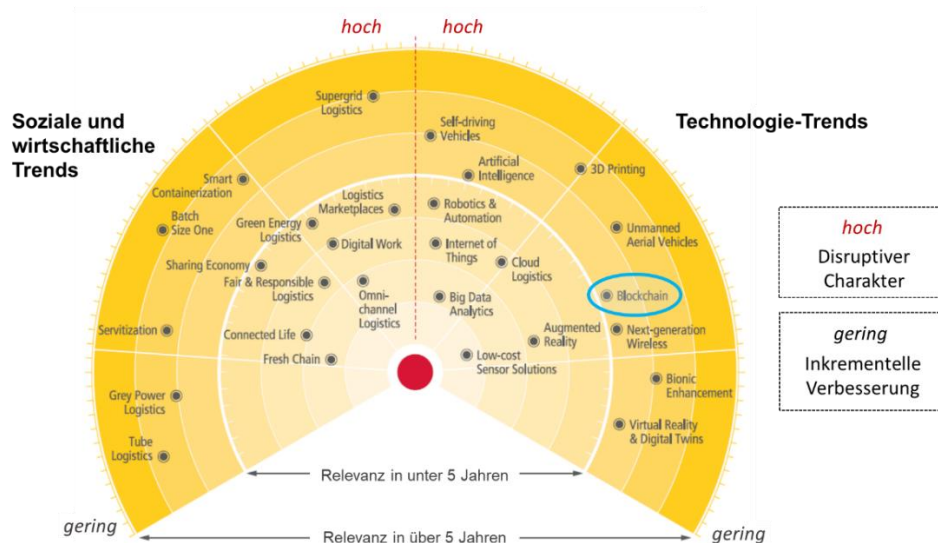 hoch
hoch
Soziale und
wirtschaftliche
Trends
Technologie-Trends
Supergrid
Logistics
Self-driving
Vehicles
Smart
Containerization
Artificial
Intelligence
3D Printing
Logistics
Marketplaces
Robotics &
Automation
Batch
Size One
Green Energy
Logistics
Digital Work
Internet of
Things
Unmanned
Aerial Vehicles
Cloud
Logistics
Sharing Economy
Fair & Responsible
Logistics
Omni-
channel
Logistics
Big Data
Analytics
Blockchain
Servitization
Connected Life
Augmented
Reality
Next-generation
Wireless
Fresh Chain
Low-cost
Sensor Solutions
Grey Power
Logistics
Bionic
Enhancement
Tube
Logistics
Virtual Reality
& Digital Twins
Relevanz in unter 5 Jahren
gering
Relevanz in über 5 Jahren
gering
hoch
Disruptiver
Charakter
gering
Inkrementelle
Verbesserung